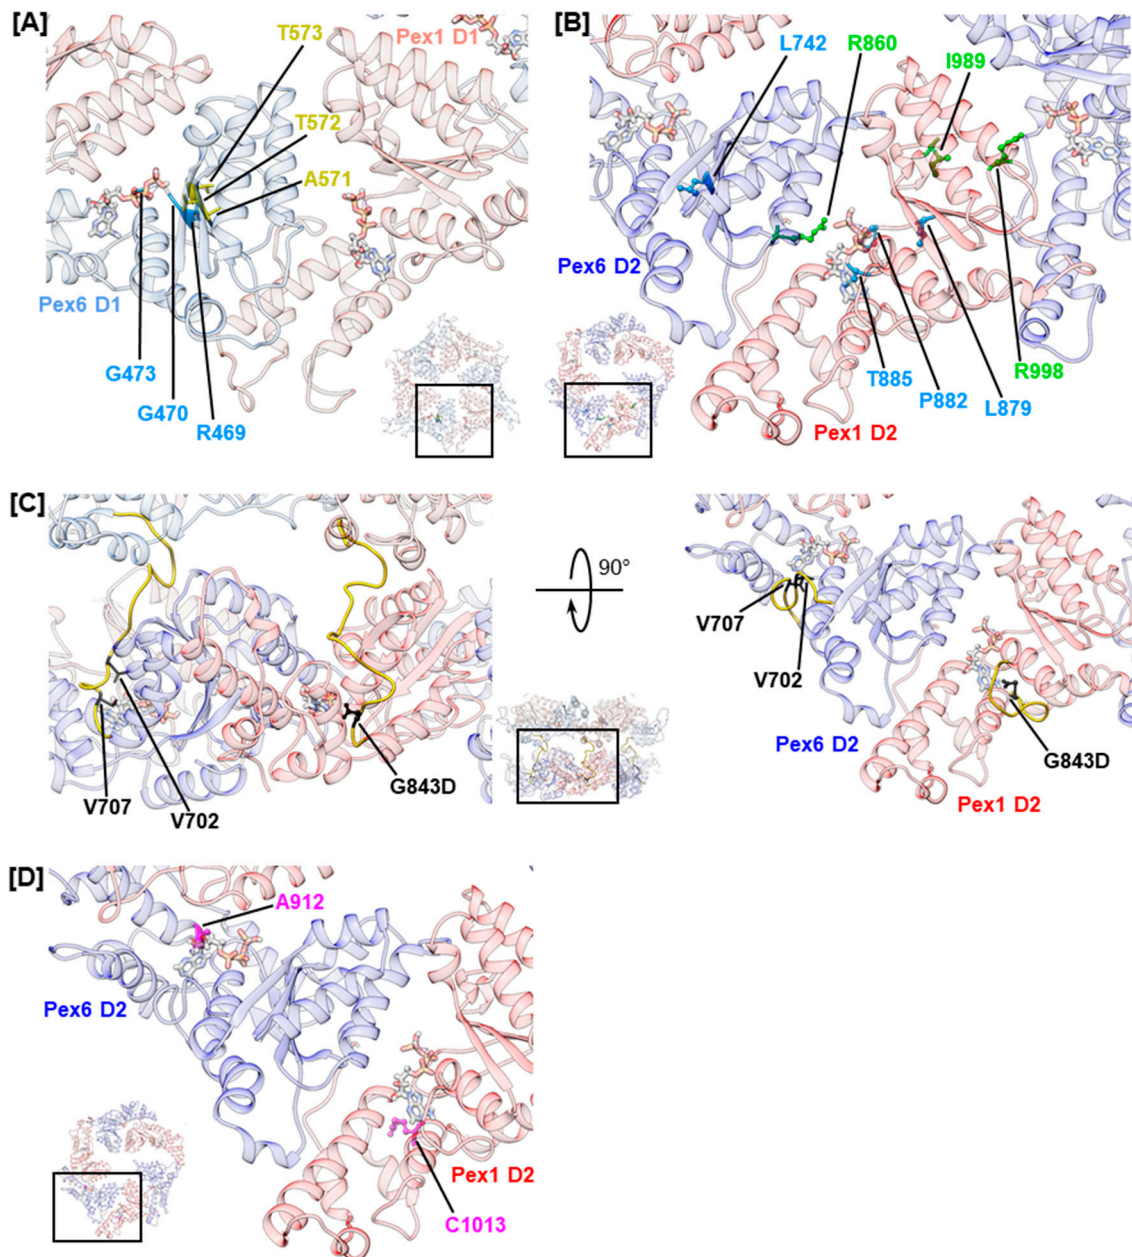 [A]
T573
Pex1 D1
T572
A571
Pex6 D1
G473
G470
R469
[B]
L742
R860
I989
Pex6 D2
R998
T885
P882
L879
Pex1 D2
[C]
90°
V707
V702
V707
V702
Pex6 D2
G843D
G843D
Pex1 D2
[D]
A912
Pex6 D2
Pex1 D2
C1013